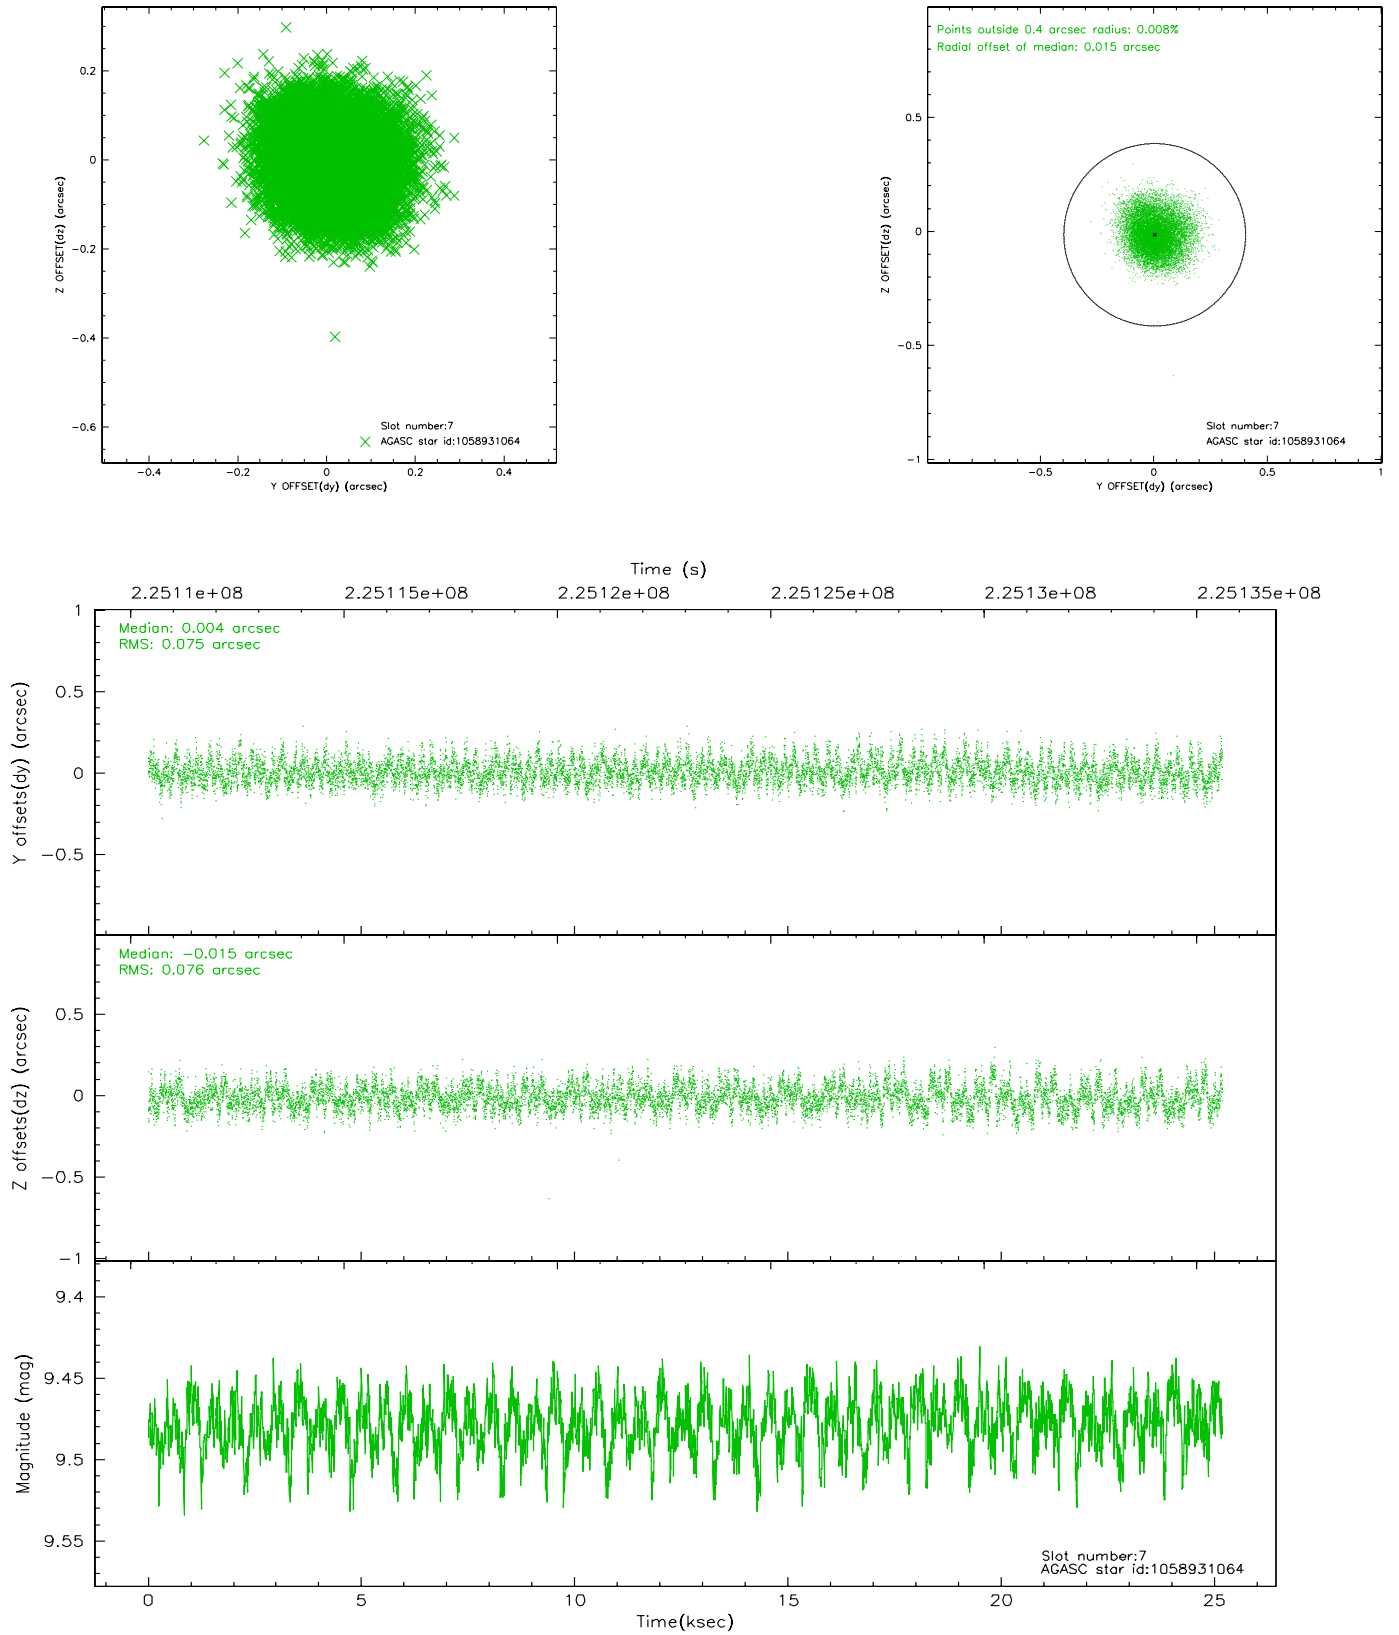 0.2
0
−0.2
−0.4
−0.6
Z OFFSET(dz) (arcsec)
−0.4
−0.2
0
0.2
0.4
Y OFFSET(dy) (arcsec)
Slot number:7
AGASC star id:1058931064
Points outside 0.4 arcsec radius: 0.008%
Radial offset of median: 0.015 arcsec
0.5
0
−0.5
−1
Z OFFSET(dz) (arcsec)
−0.5
0
0.5
1
Y OFFSET(dy) (arcsec)
Slot number:7
AGASC star id:1058931064
Time (s)
2.2511e+08
2.25115e+08
2.2512e+08
2.25125e+08
2.2513e+08
2.25135e+08
Median: 0.004 arcsec
RMS: 0.075 arcsec
1
0.5
0
−0.5
Y offsets(dy) (arcsec)
Median: −0.015 arcsec
RMS: 0.076 arcsec
0.5
0
−0.5
−1
Z offsets(dz) (arcsec)
9.4
9.45
9.5
9.55
Magnitude (mag)
Slot number:7
AGASC star id:1058931064
0
5
10
15
20
25
Time(ksec)